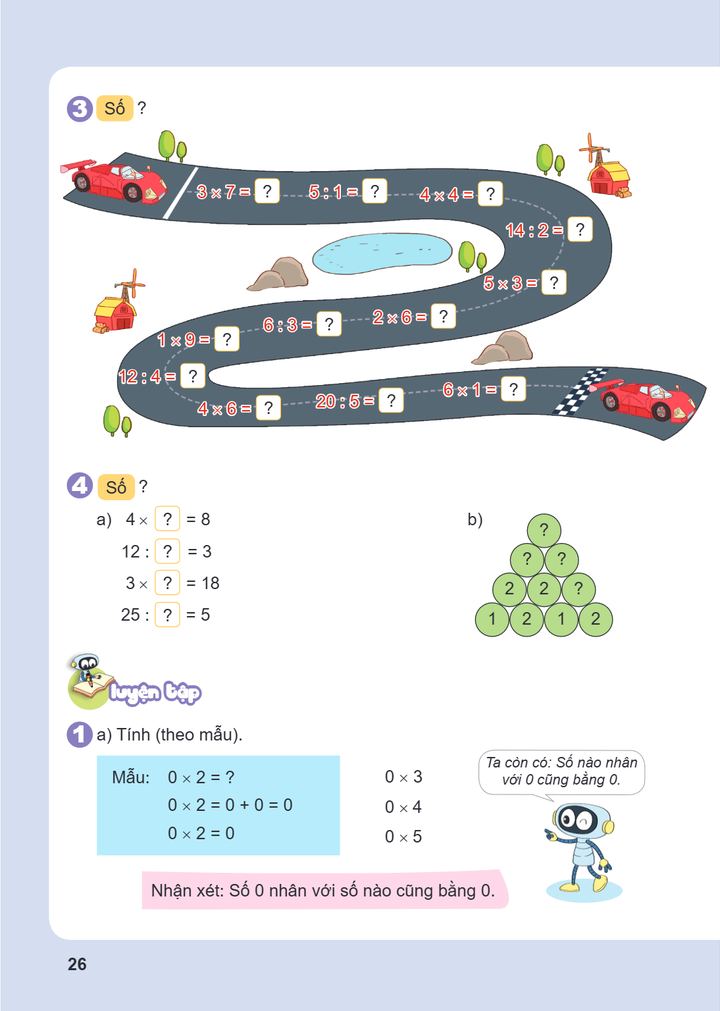 3 Số ?
3 × 7 = ?
5 : 1 = ?
4 × 4 = ?
14 : 2 = ?
5 × 3 = ?
2 × 6 = ?
6 : 3 = ?
1 × 9 = ?
12 : 4 = ?
4 × 6 = ?
20 : 5 = ?
6 × 1 = ?
4 Số ?
a) 4 × ? = 8
12 : ? = 3
3 × ? = 18
25 : ? = 5
b)
?
? ?
2 2 ?
1 2 1 2
luyện tập
1 a) Tính (theo mẫu).
Mẫu: 0 × 2 = ?
0 × 2 = 0 + 0 = 0
0 × 2 = 0
0 × 3
0 × 4
0 × 5
Ta còn có: Số nào nhân
với 0 cũng bằng 0.
Nhận xét: Số 0 nhân với số nào cũng bằng 0.
26